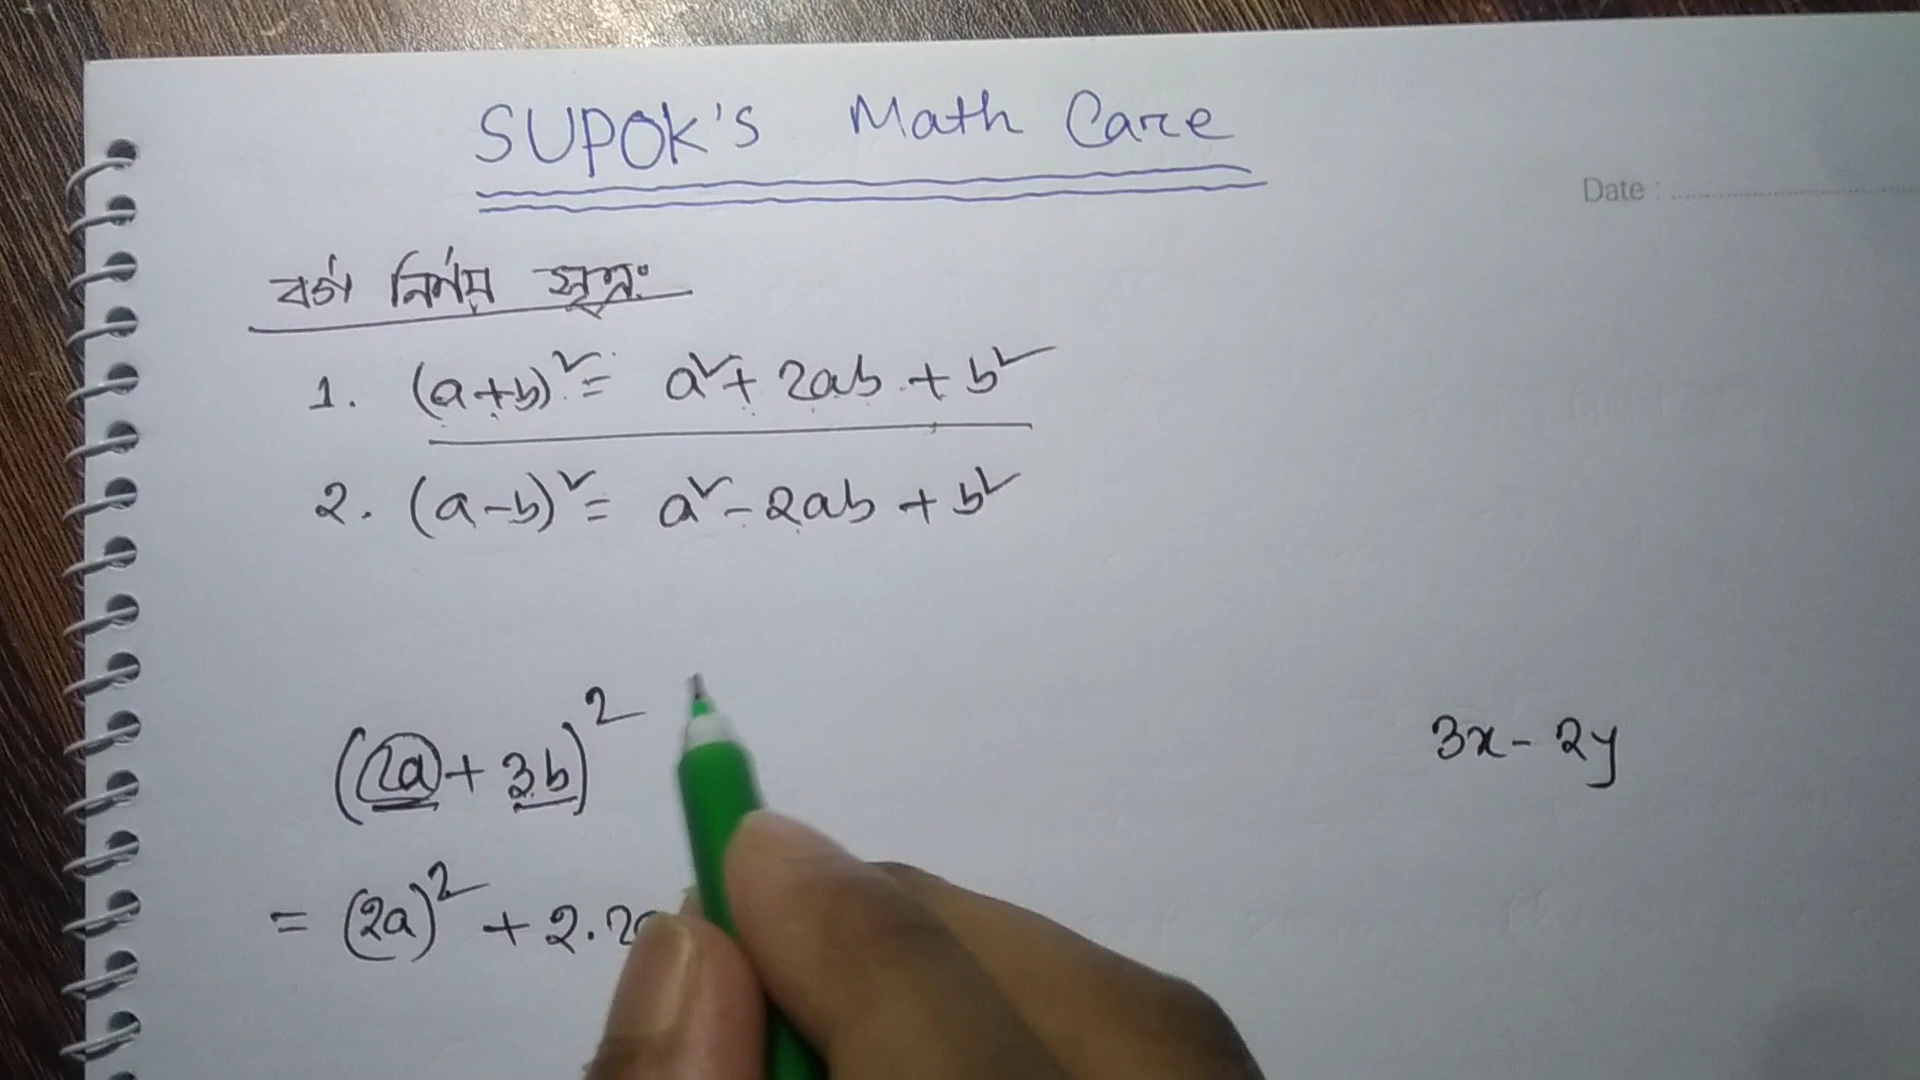 SUPOK's Math Care
Date :
বর্গ নির্ণয় সূত্রঃ
1. (a+b)² = a² + 2ab + b²
2. (a-b)² = a² - 2ab + b²
(2a + 3b)²
3x - 2y
= (2a)² + 2.2a